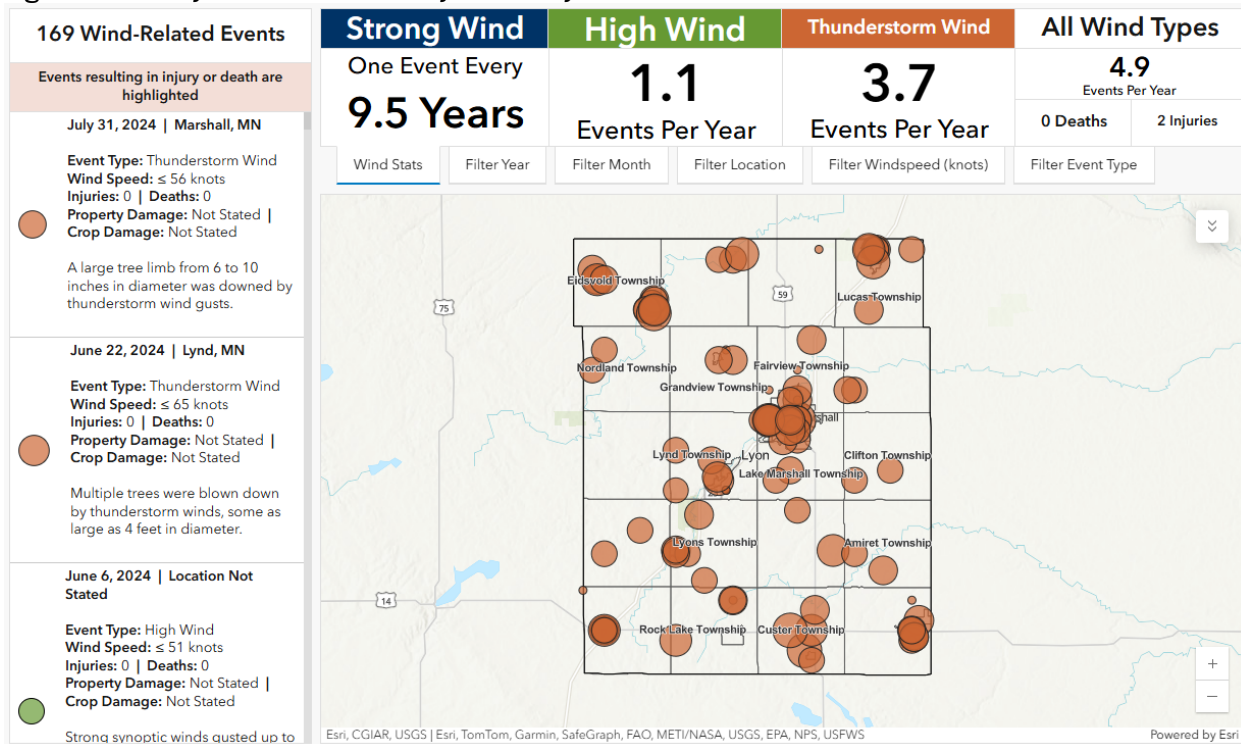 169 Wind-Related Events
Events resulting in injury or death are
highlighted
July 31, 2024 | Marshall, MN
Event Type: Thunderstorm Wind
Wind Speed: ≤ 56 knots
Injuries: 0 | Deaths: 0
Property Damage: Not Stated |
Crop Damage: Not Stated
A large tree limb from 6 to 10
inches in diameter was downed by
thunderstorm wind gusts.
June 22, 2024 | Lynd, MN
Event Type: Thunderstorm Wind
Wind Speed: ≤ 65 knots
Injuries: 0 | Deaths: 0
Property Damage: Not Stated |
Crop Damage: Not Stated
Multiple trees were blown down
by thunderstorm winds, some as
large as 4 feet in diameter.
June 6, 2024 | Location Not
Stated
Event Type: High Wind
Wind Speed: ≤ 51 knots
Injuries: 0 | Deaths: 0
Property Damage: Not Stated |
Crop Damage: Not Stated
Strong synoptic winds gusted up to
Strong Wind
One Event Every
9.5 Years
High Wind
1.1
Events Per Year
Thunderstorm Wind
3.7
Events Per Year
All Wind Types
4.9
Events Per Year
0 Deaths
2 Injuries
Wind Stats
Filter Year
Filter Month
Filter Location
Filter Windspeed (knots)
Filter Event Type
Eidsvold Township
59
Lucas Township
75
Nordland Township
Fairview Township
Grandview Township
shall
Lynd Township
Lyon
Clifton Township
Lake Marshall Township
Lyons Township
Amiret Township
14
Rock Lake Township
Custer Township
+
−
Esri, CGIAR, USGS | Esri, TomTom, Garmin, SafeGraph, FAO, METI/NASA, USGS, EPA, NPS, USFWS
Powered by Esri